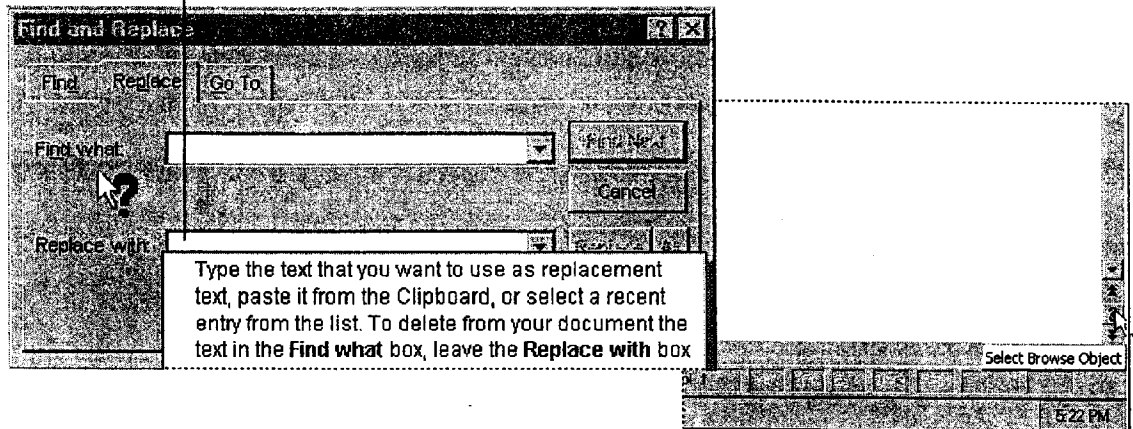 Find and Replace
Find Replace Go To
Find what: Find Next
Cancel
Replace with: Replace
Type the text that you want to use as replacement
text, paste it from the Clipboard, or select a recent
entry from the list. To delete from your document the
text in the Find what box, leave the Replace with box
Select Browse Object
5:22 PM